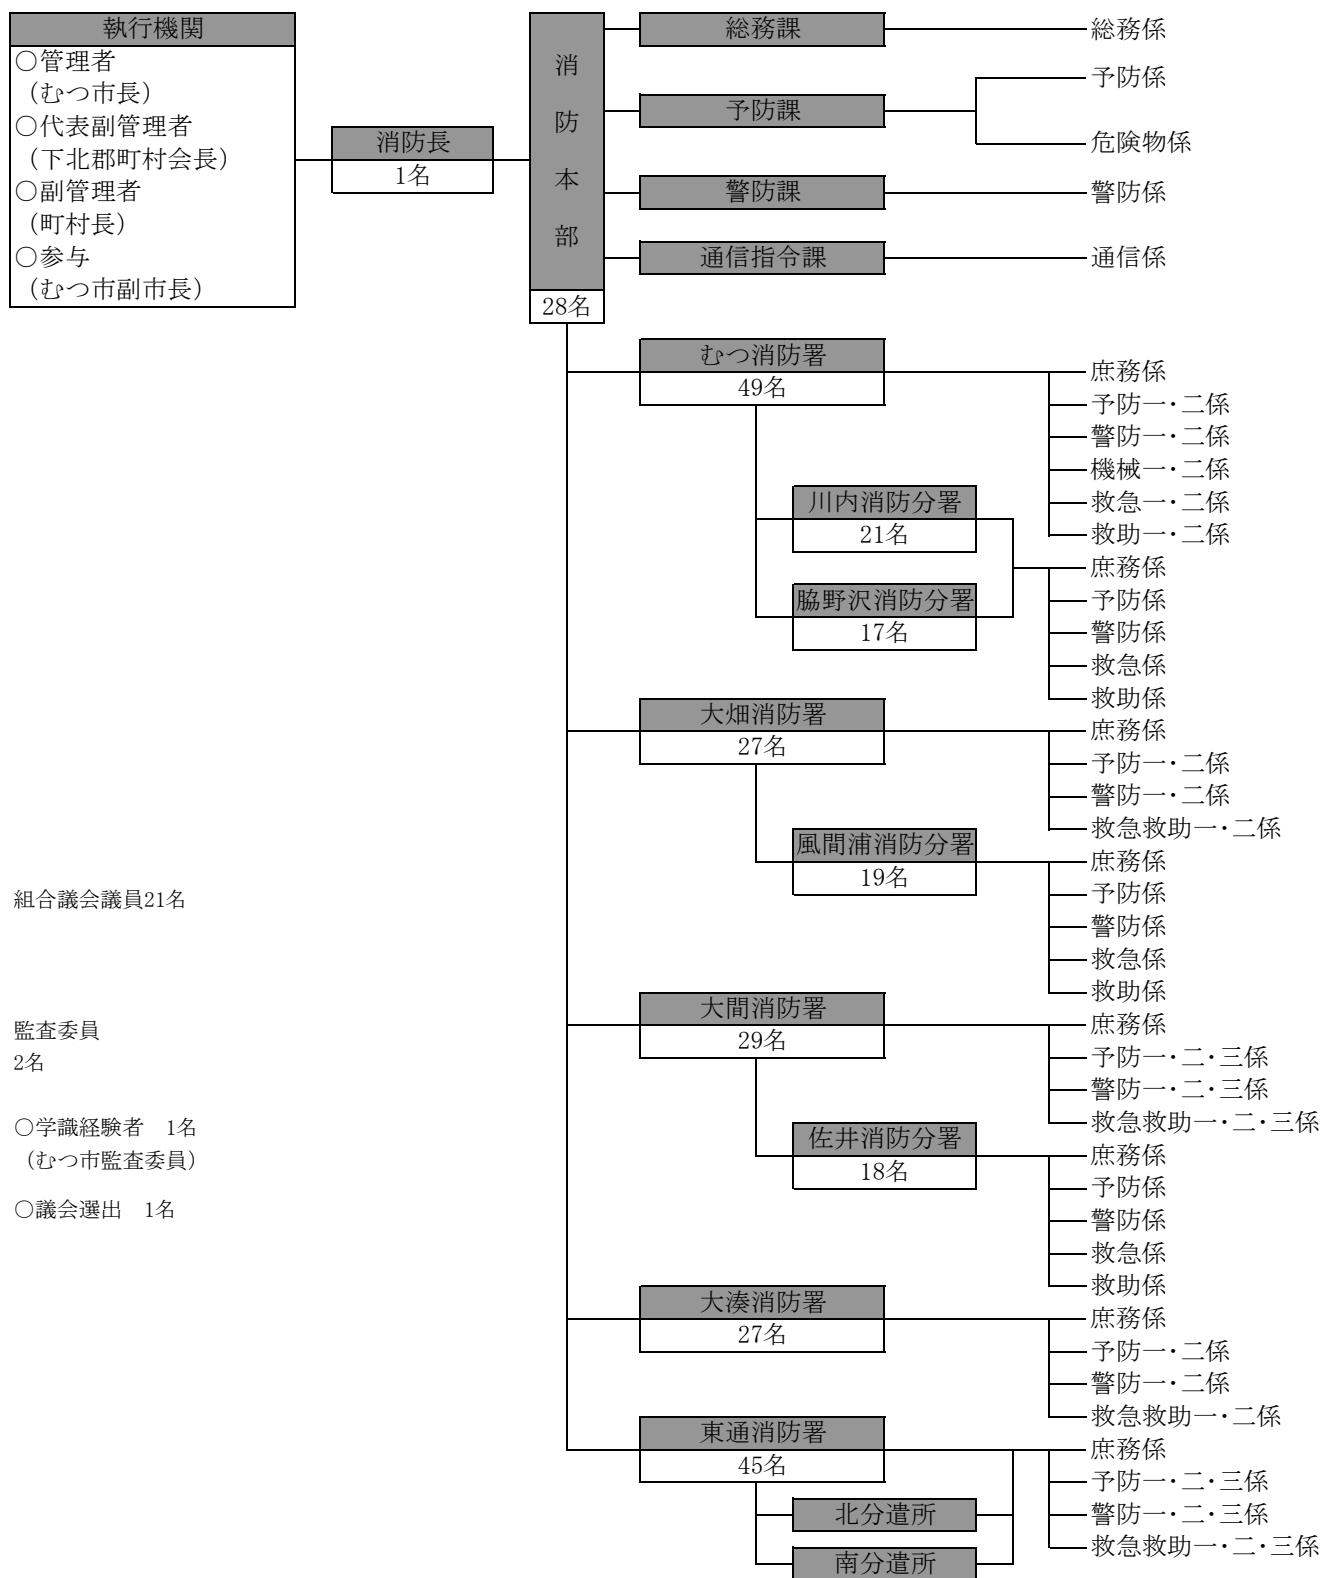 執行機関
○管理者
（むつ市長）
○代表副管理者
（下北郡町村会長）
○副管理者
（町村長）
○参与
（むつ市副市長）
消防長
1名
消防本部
28名
総務課
総務係
予防課
予防係
危険物係
警防課
警防係
通信指令課
通信係
むつ消防署
49名
庶務係
予防一・二係
警防一・二係
機械一・二係
救急一・二係
救助一・二係
川内消防分署
21名
脇野沢消防分署
17名
庶務係
予防係
警防係
救急係
救助係
大畑消防署
27名
庶務係
予防一・二係
警防一・二係
救急救助一・二係
風間浦消防分署
19名
庶務係
予防係
警防係
救急係
救助係
組合議会議員21名
監査委員
2名
○学識経験者　1名
（むつ市監査委員）
○議会選出　1名
大間消防署
29名
庶務係
予防一・二・三係
警防一・二・三係
救急救助一・二・三係
佐井消防分署
18名
庶務係
予防係
警防係
救急係
救助係
大湊消防署
27名
庶務係
予防一・二係
警防一・二係
救急救助一・二係
東通消防署
45名
北分遣所
南分遣所
庶務係
予防一・二・三係
警防一・二・三係
救急救助一・二・三係